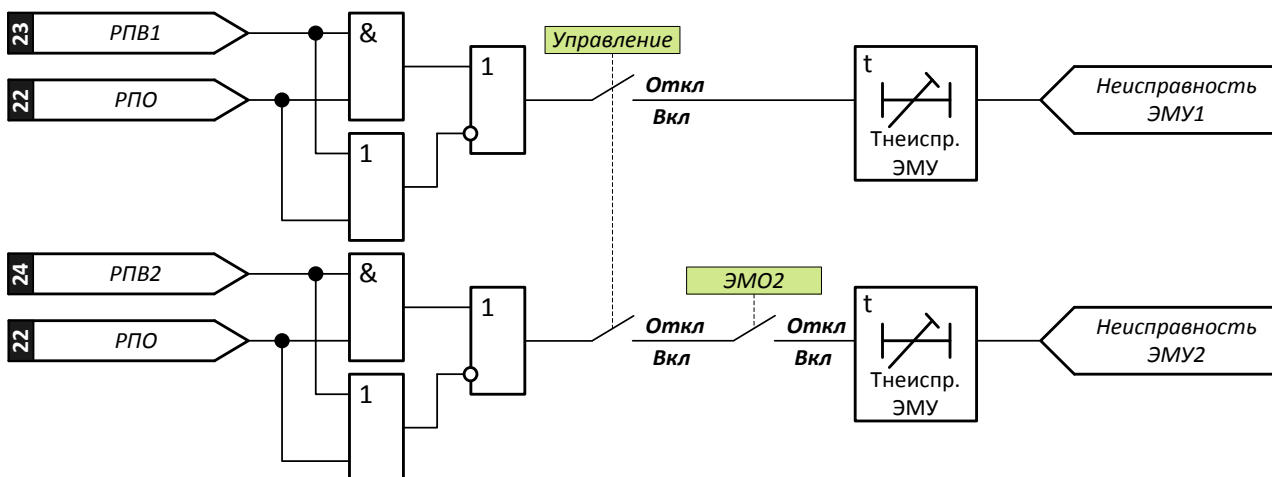 23
РПВ1
22
РПО
&
1
1
Управление
Откл
Вкл
t
Тнеиспр.
ЭМУ
Неисправность
ЭМУ1
24
РПВ2
22
РПО
&
1
1
Откл
Вкл
ЭМО2
Откл
Вкл
t
Тнеиспр.
ЭМУ
Неисправность
ЭМУ2